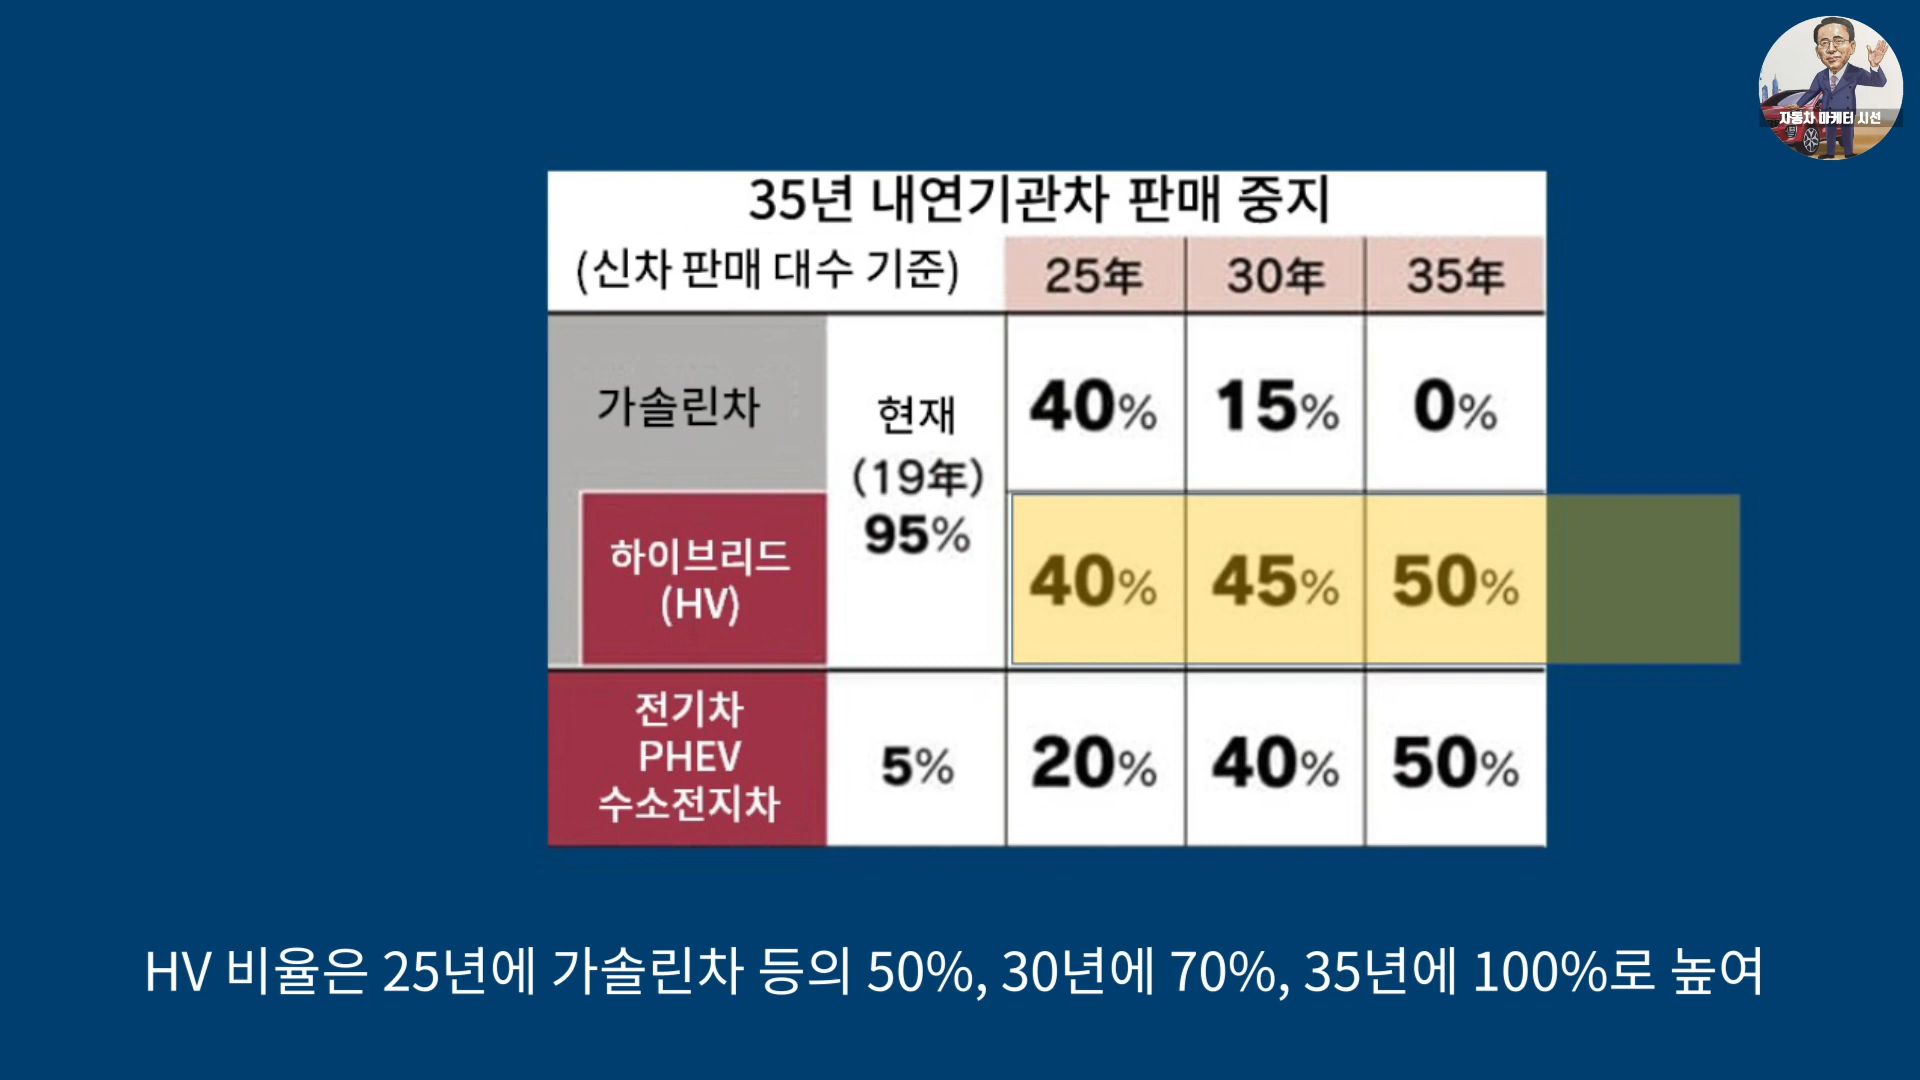 자동차 마케터 시선
35년 내연기관차 판매 중지
(신차 판매 대수 기준)
25年 30年 35年
가솔린차
현재
(19年)
95%
40% 15% 0%
하이브리드
(HV)
40% 45% 50%
전기차
PHEV
수소전지차
5% 20% 40% 50%
HV 비율은 25년에 가솔린차 등의 50%, 30년에 70%, 35년에 100%로 높여